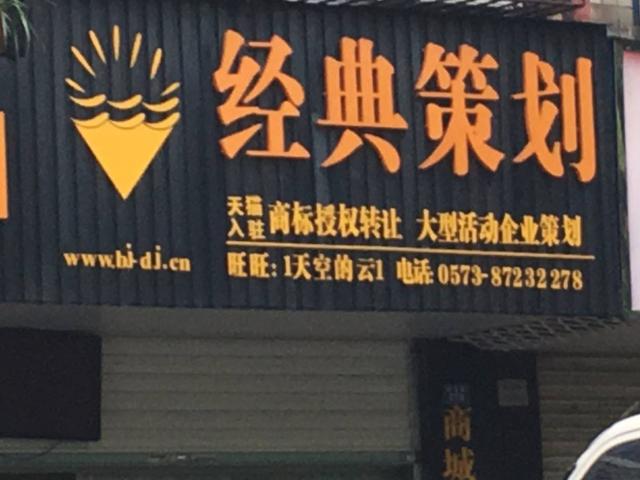 经典策划
天猫入驻 商标授权转让 大型活动企业策划
www.bj-dj.cn
旺旺:1天空的云1 电话:0573-87232278
商城